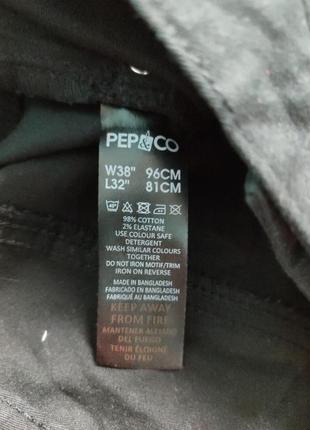 PEP&CO
W38" 96CM
L32" 81CM
98% COTTON
2% ELASTANE
USE COLOUR SAFE
DETERGENT
WASH SIMILAR COLOURS
TOGETHER
DO NOT IRON MOTIF/TRIM
IRON ON REVERSE
MADE IN BANGLADESH
FABRICADO EN BANGLADESH
FABRIQUÉ AU BANGLADESH
KEEP AWAY
FROM FIRE
MANTENER ALEJADO
DEL FUEGO
TENIR ÉLOIGNÉ
DU FEU